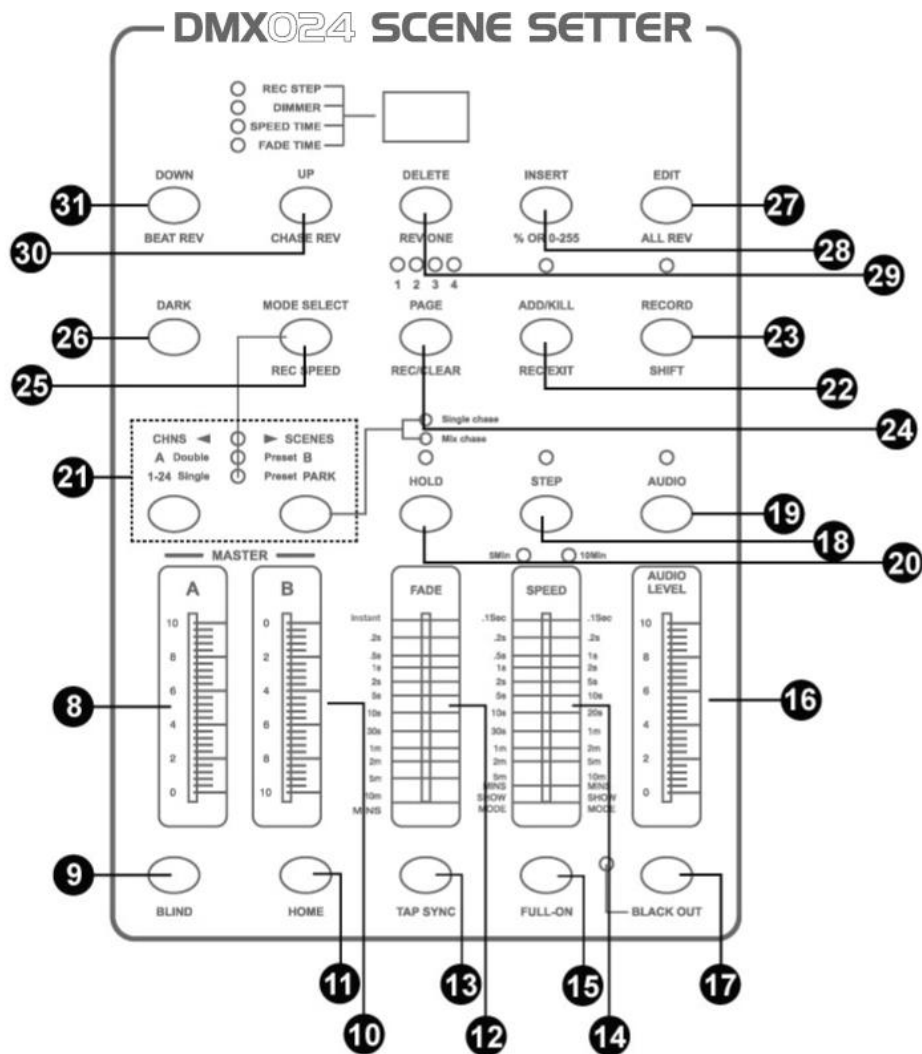 DMX024 SCENE SETTER
REC STEP
DIMMER
SPEED TIME
FADE TIME
DOWN UP DELETE INSERT EDIT
31 27
BEAT REV CHASE REV REV ONE % OR 0-255 ALL REV
30 28
1 2 3 4
29
DARK MODE SELECT PAGE ADD/KILL RECORD
26 23
REC SPEED REC/CLEAR REC/EXIT SHIFT
25 22
Single chase
24
CHNS ◄ ► SCENES Mix chase
A Double Preset B
21
1-24 Single Preset PARK HOLD STEP AUDIO
19
18
MASTER 5Min 10Min
20
A B FADE SPEED AUDIO
LEVEL
10 0 Instant .15sec .15sec 10
.2s .2s .2s
8 2 .5s .5s 1s 8
1s 1s 2s
2s 2s 5s
6 4 5s 5s 10s 6
8 16
10s 10s 20s
4 6 30s 30s 1m 4
1m 1m 2m
2 8 2m 2m 5m 2
5m 5m 10m
0 10 10m MINS MINS 0
MINS SHOW SHOW
MODE MODE
9
BLIND HOME TAP SYNC FULL-ON BLACK OUT
11 13 15 17
10 12 14